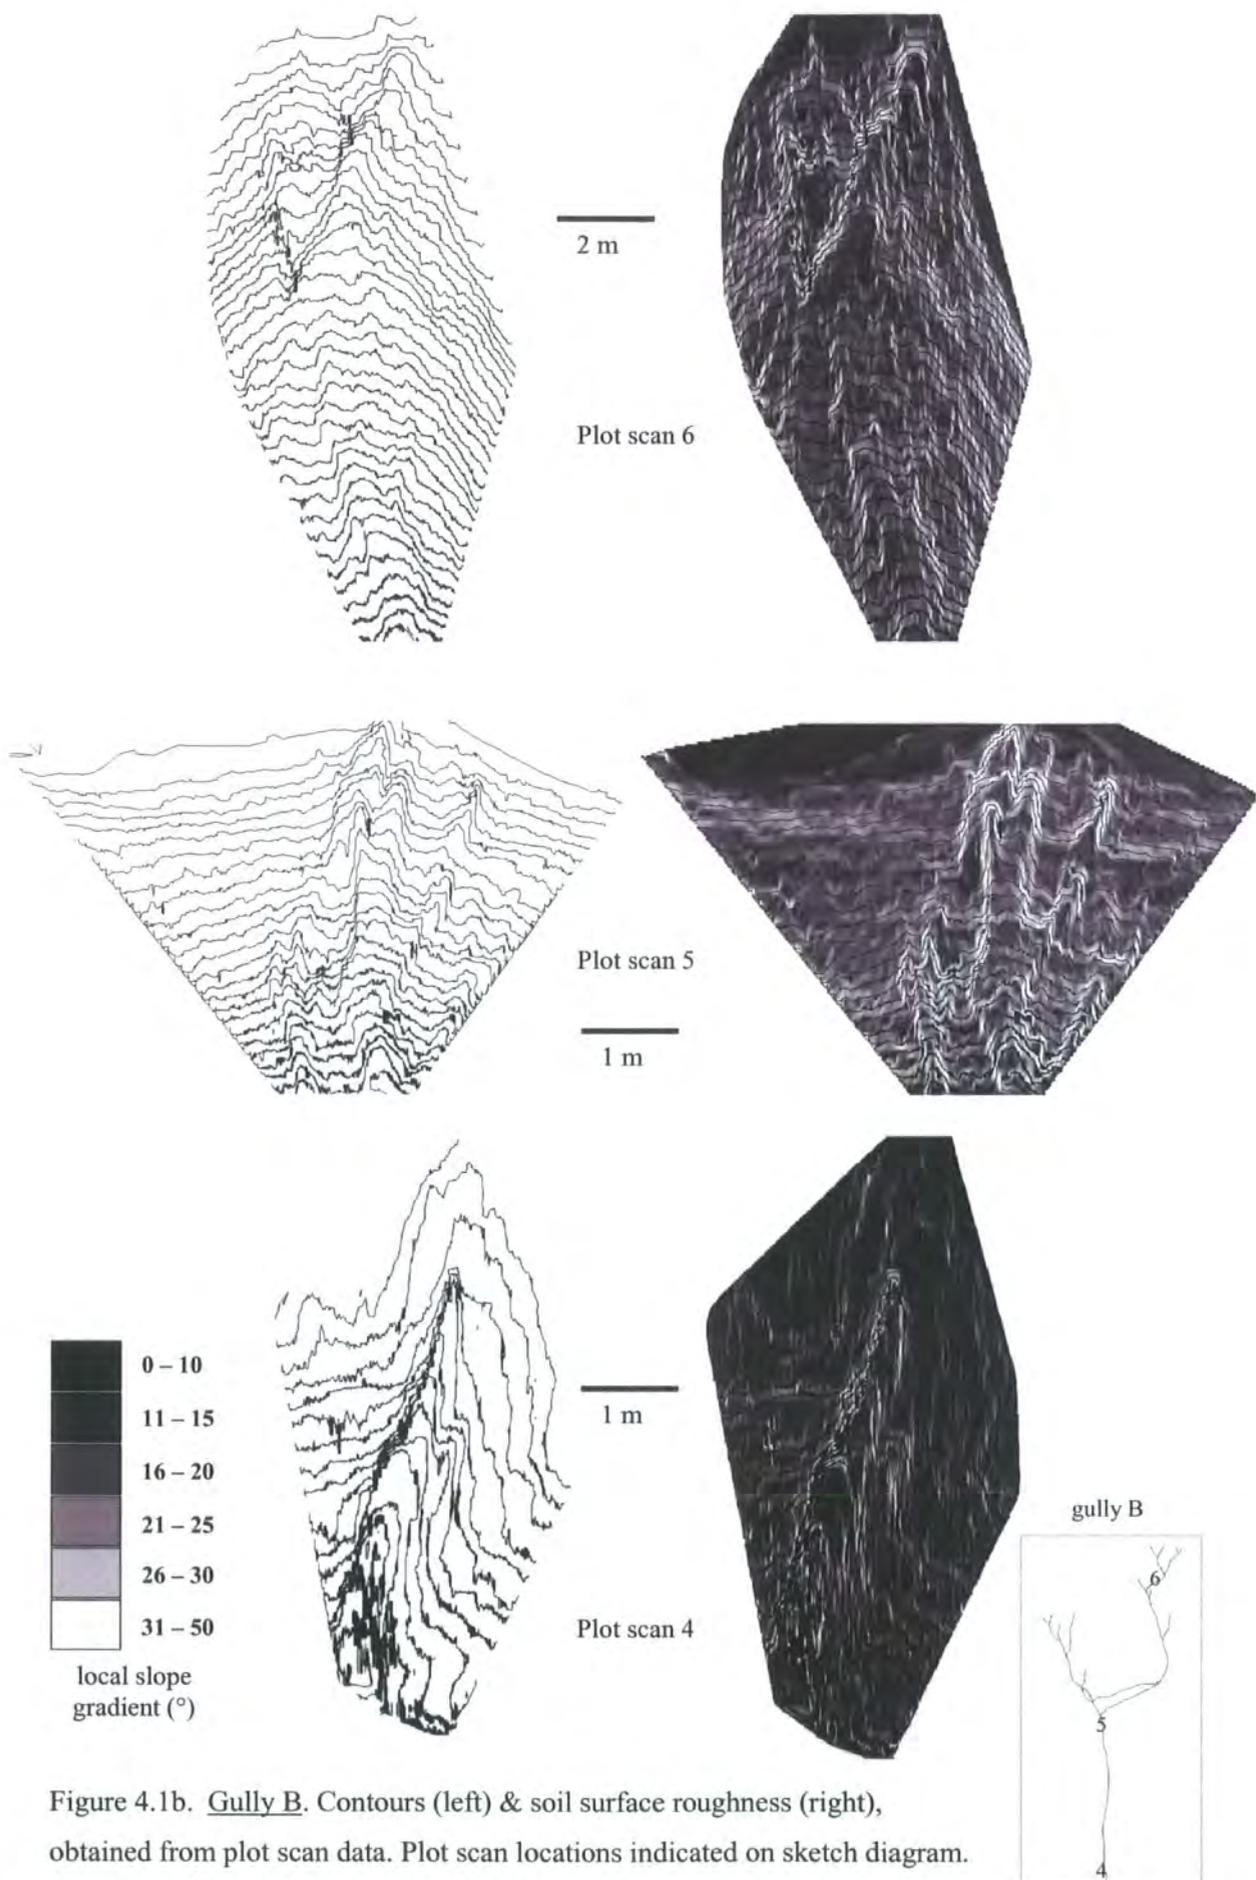 2 m
Plot scan 6
Plot scan 5
1 m
0 – 10
11 – 15
16 – 20
21 – 25
26 – 30
31 – 50
local slope
gradient (°)
1 m
Plot scan 4
gully B
6
5
4
Figure 4.1b. Gully B. Contours (left) & soil surface roughness (right),
obtained from plot scan data. Plot scan locations indicated on sketch diagram.